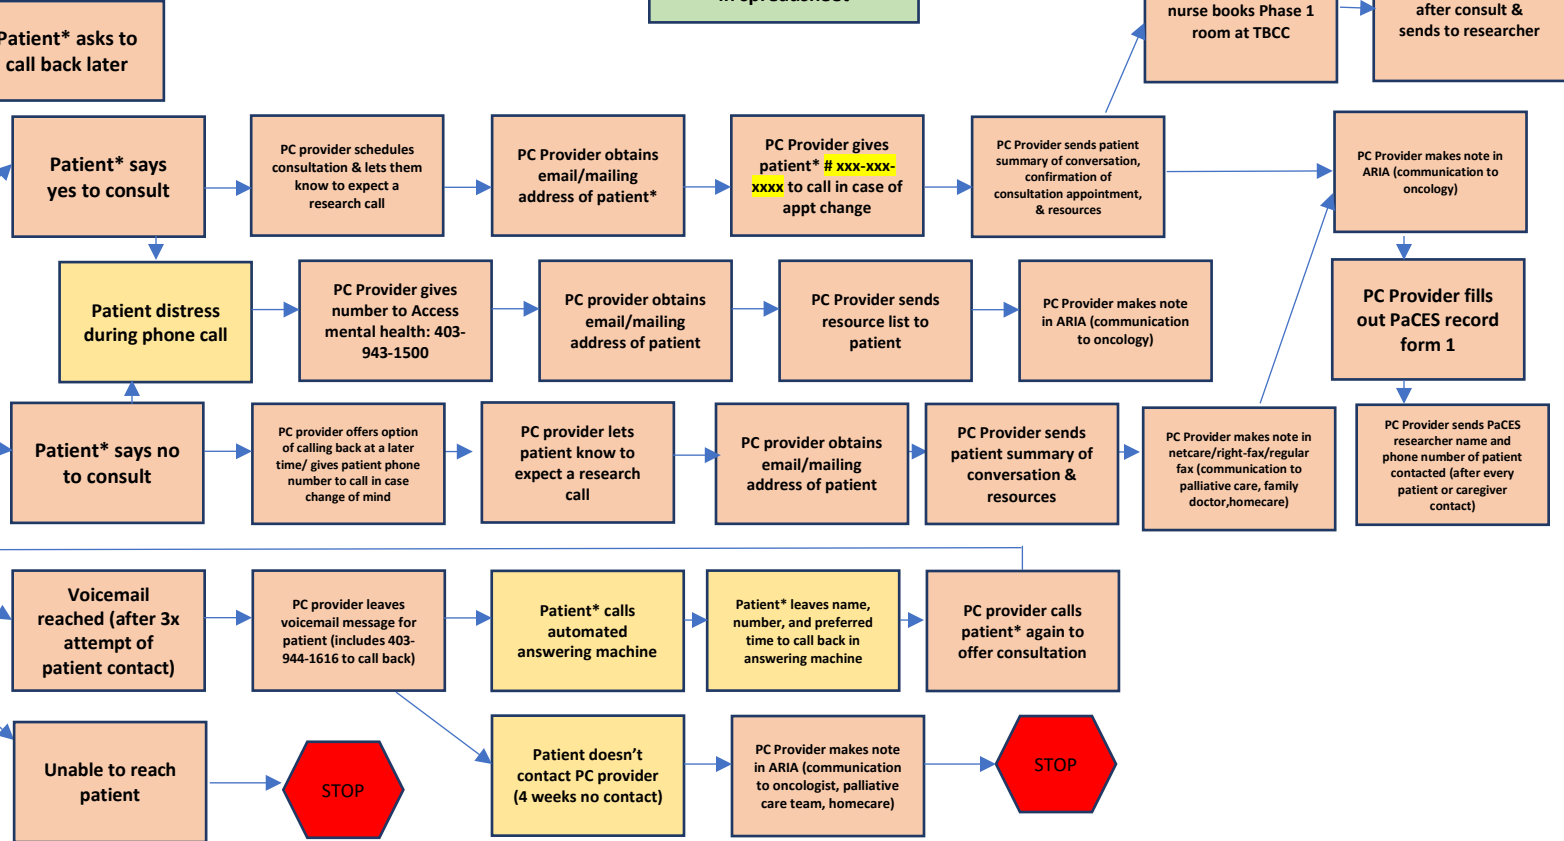 nurse books Phase 1
room at TBCC
after consult &
sends to researcher
Patient* asks to
call back later
Patient* says
yes to consult
PC provider schedules
consultation & lets them
know to expect a
research call
PC Provider obtains
email/mailing
address of patient*
PC Provider gives
patient* # xxx-xxx-
xxxx to call in case of
appt change
PC Provider sends patient
summary of conversation,
confirmation of
consultation appointment,
& resources
PC Provider makes note in
ARIA (communication to
oncology)
Patient distress
during phone call
PC Provider gives
number to Access
mental health: 403-
943-1500
PC provider obtains
email/mailing
address of patient
PC Provider sends
resource list to
patient
PC Provider makes note
in ARIA (communication
to oncology)
PC Provider fills
out PaCES record
form 1
Patient* says no
to consult
PC provider offers option
of calling back at a later
time/ gives patient phone
number to call in case
change of mind
PC provider lets
patient know to
expect a research
call
PC provider obtains
email/mailing
address of patient
PC Provider sends
patient summary of
conversation &
resources
PC Provider makes note in
netcare/right-fax/regular
fax (communication to
palliative care, family
doctor,homecare)
PC Provider sends PaCES
researcher name and
phone number of patient
contacted (after every
patient or caregiver
contact)
Voicemail
reached (after 3x
attempt of
patient contact)
PC provider leaves
voicemail message for
patient (includes 403-
944-1616 to call back)
Patient* calls
automated
answering machine
Patient* leaves name,
number, and preferred
time to call back in
answering machine
PC provider calls
patient* again to
offer consultation
Unable to reach
patient
STOP
Patient doesn't
contact PC provider
(4 weeks no contact)
PC Provider makes note
in ARIA (communication
to oncologist, palliative
care team, homecare)
STOP